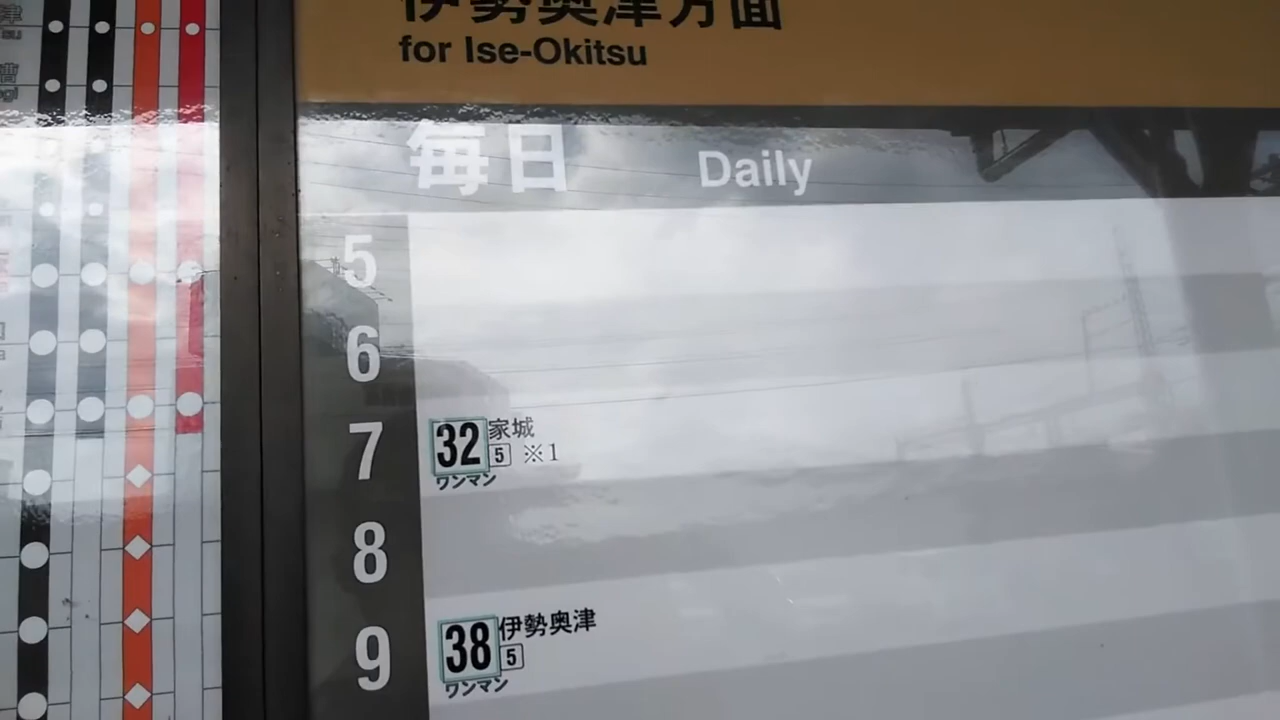 伊勢奥津方面
for Ise-Okitsu
毎日 Daily
5
6
7 32 家城
5 ※1
ワンマン
8
9 38 伊勢奥津
5
ワンマン